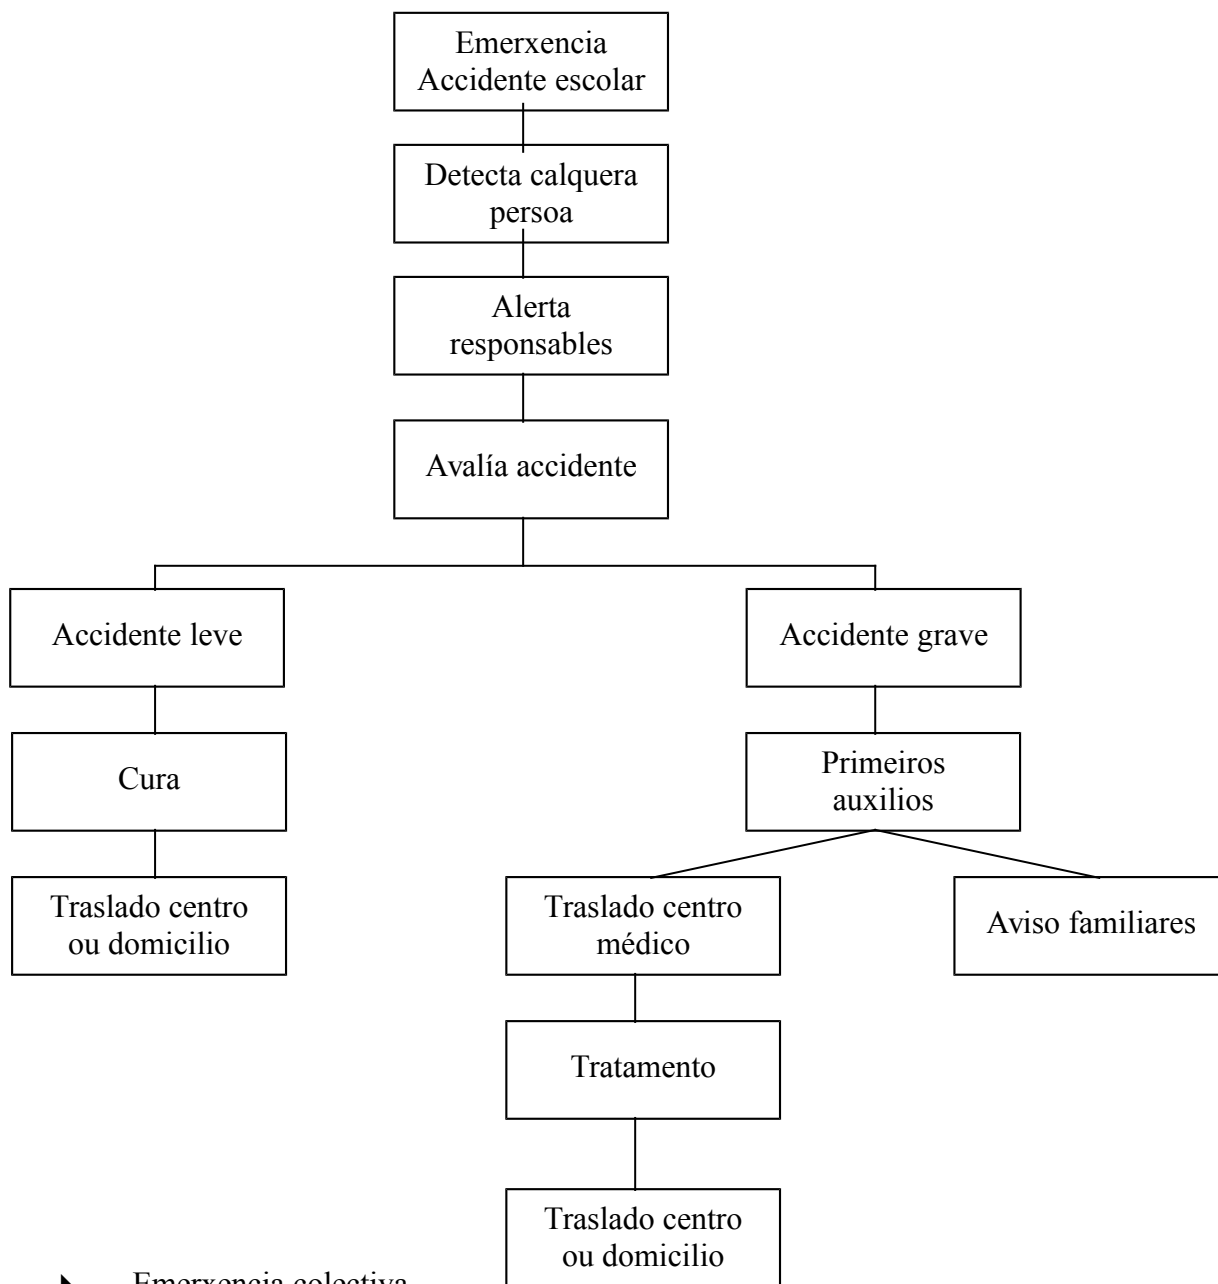 Emerxencia
Accidente escolar
Detecta calquera
persoa
Alerta
responsables
Avalía accidente
Accidente leve
Accidente grave
Cura
Primeiros
auxilios
Traslado centro
ou domicilio
Traslado centro
médico
Aviso familiares
Tratamento
Traslado centro
ou domicilio
Emerxencia colectiva